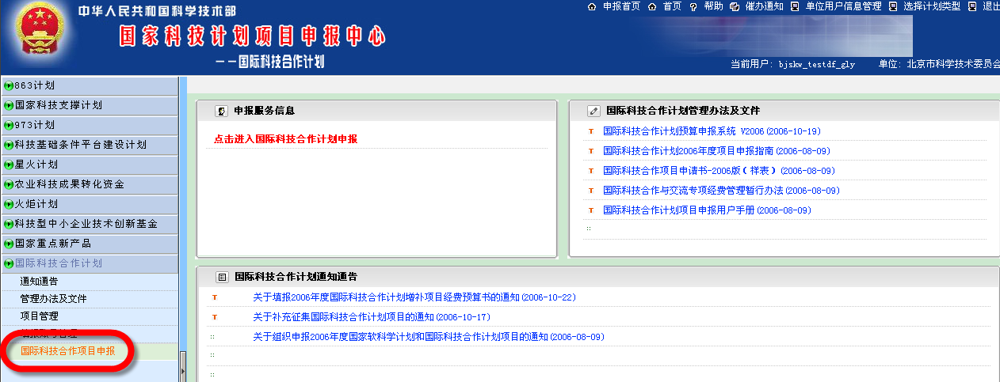 中华人民共和国科学技术部
国家科技计划项目申报中心
－－国际科技合作计划
申报首页 首页 帮助 催办通知 单位用户信息管理 选择计划类型 退出
当前用户：bjskw_testdf_gly 单位：北京市科学技术委员会
863计划
国家科技支撑计划
973计划
科技基础条件平台建设计划
星火计划
农业科技成果转化资金
火炬计划
科技型中小企业技术创新基金
国家重点新产品
国际科技合作计划
通知通告
管理办法及文件
项目管理
国际科技合作项目申报
申报服务信息
点击进入国际科技合作计划申报
国际科技合作计划管理办法及文件
国际科技合作计划预算申报系统 V2006(2006-10-19)
国际科技合作计划2006年度项目申报指南(2006-08-09)
国际科技合作项目申请书-2006版（样表）(2006-08-09)
国际科技合作与交流专项经费管理暂行办法(2006-08-09)
国际科技合作计划项目申报用户手册(2006-08-09)
国际科技合作计划通知通告
关于填报2006年度国际科技合作计划增补项目经费预算书的通知(2006-10-22)
关于补充征集国际科技合作计划项目的通知(2006-10-17)
关于组织申报2006年度国家软科学计划和国际科技合作计划项目的通知(2006-08-09)